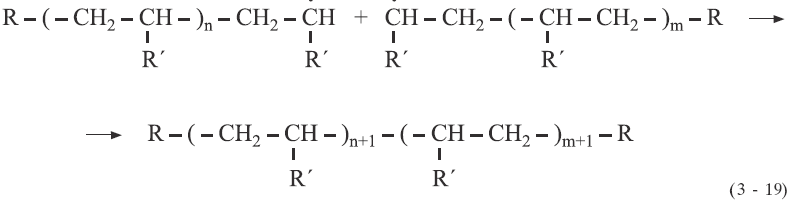 R – ( – CH₂ – CH – )ₙ – CH₂ – CH + CH – CH₂ – ( – CH – CH₂ – )ₘ – R ⟶
R′ R′ R′ R′
⟶ R – ( – CH₂ – CH – )ₙ₊₁ – ( – CH – CH₂ – )ₘ₊₁ – R
R′ R′
(3 - 19)